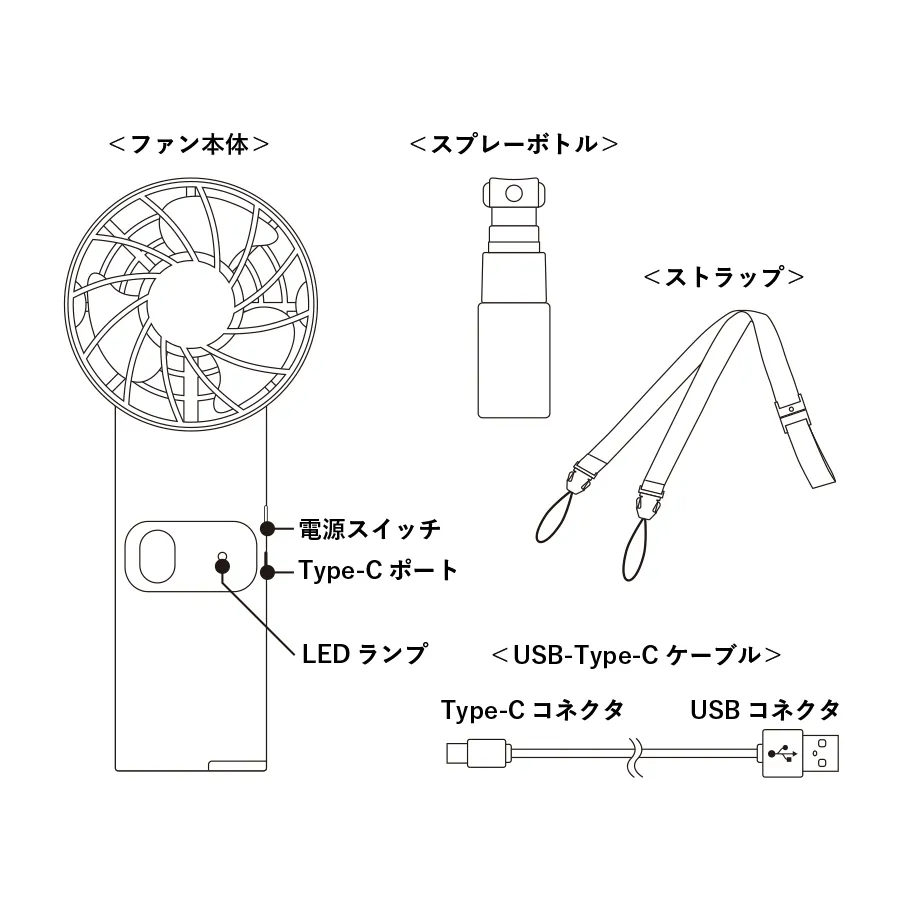 ＜ファン本体＞
＜スプレーボトル＞
＜ストラップ＞
電源スイッチ
Type-C ポート
LED ランプ
＜USB-Type-C ケーブル＞
Type-C コネクタ
USB コネクタ